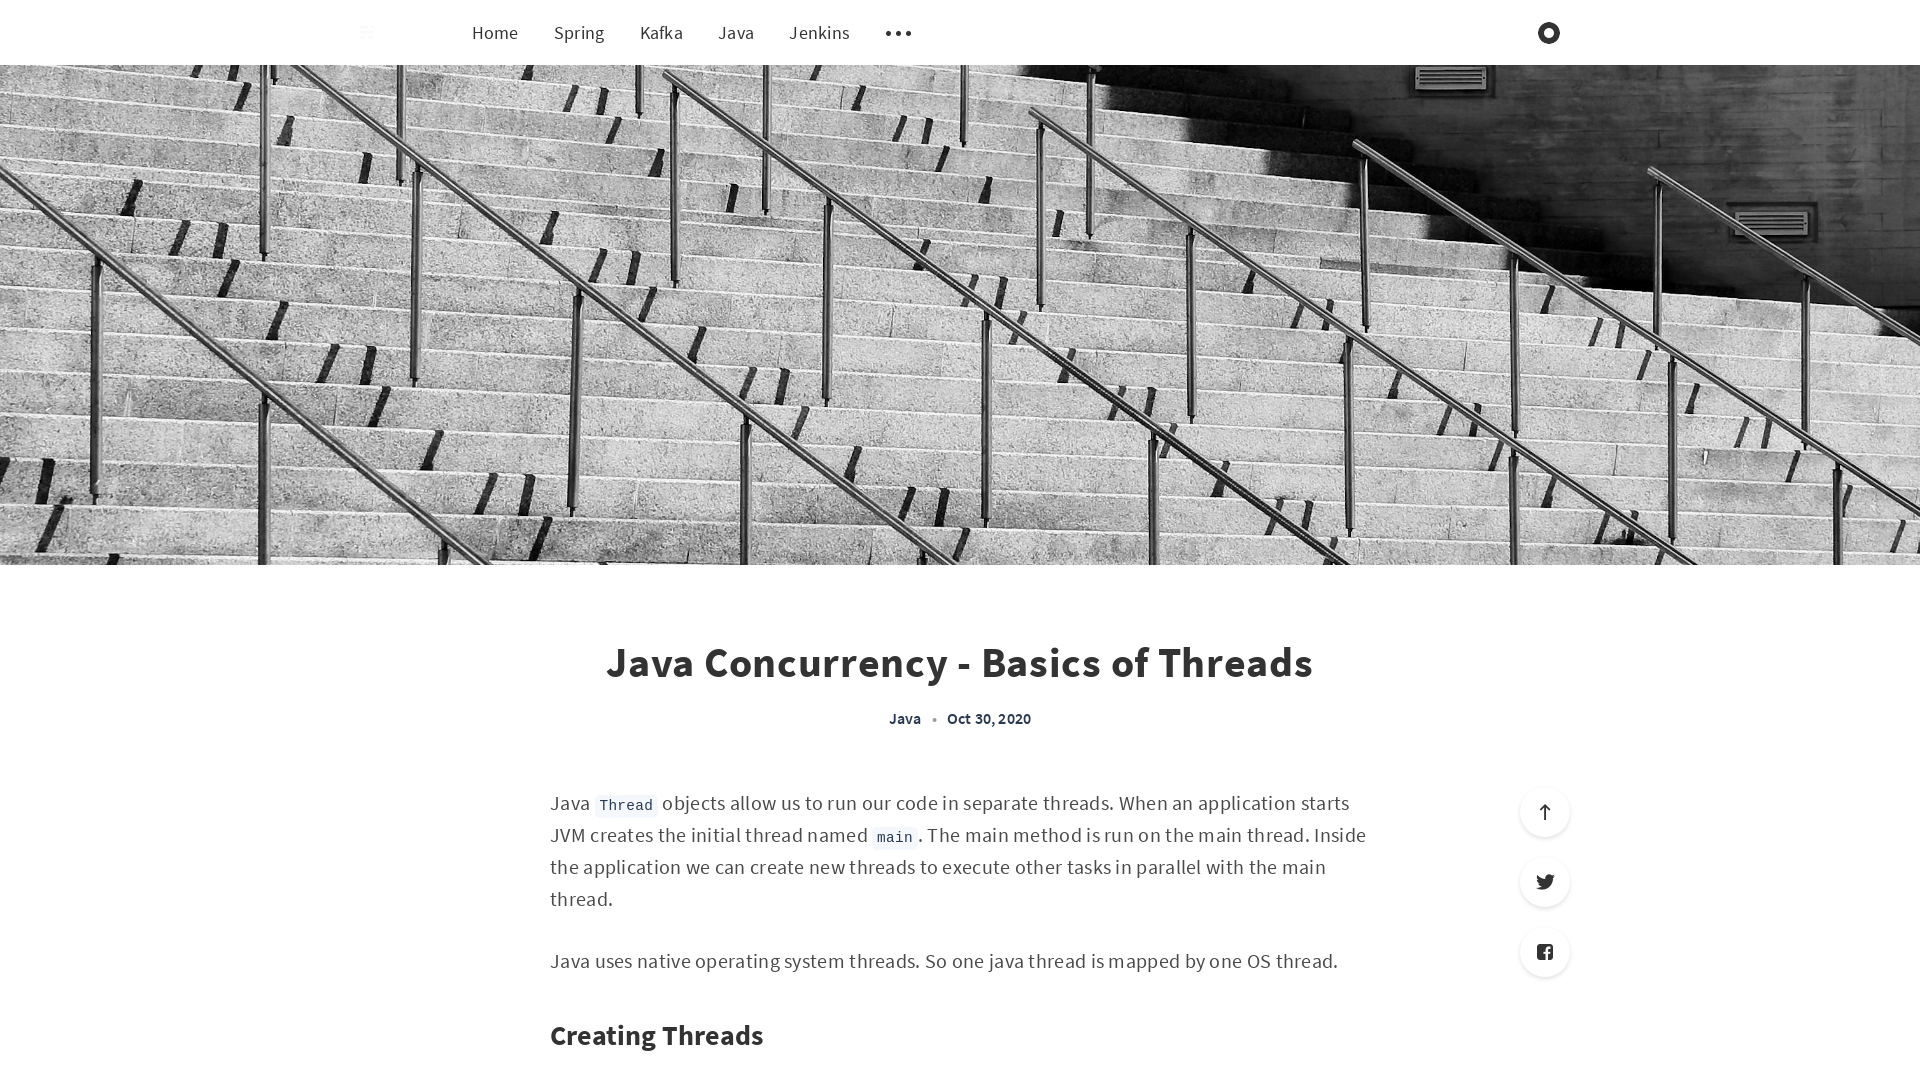 Home Spring Kafka Java Jenkins
Java Concurrency - Basics of Threads
Java • Oct 30, 2020
Java Thread objects allow us to run our code in separate threads. When an application starts
JVM creates the initial thread named main. The main method is run on the main thread. Inside
the application we can create new threads to execute other tasks in parallel with the main
thread.
Java uses native operating system threads. So one java thread is mapped by one OS thread.
Creating Threads